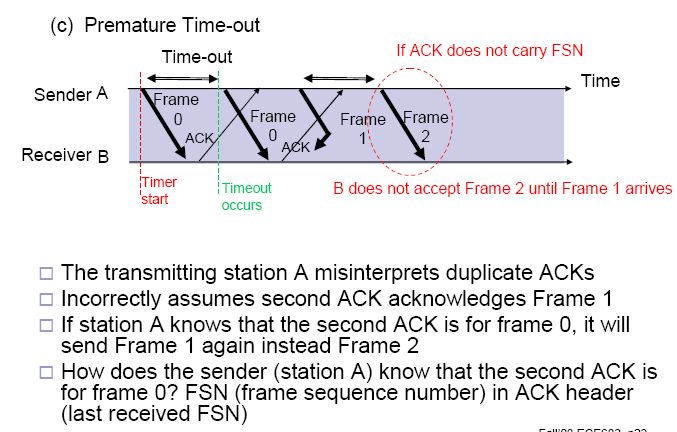 (c) Premature Time-out
If ACK does not carry FSN
Time-out
Time
Sender A
Frame
0
ACK
Frame
0
ACK
Frame
1
Frame
2
Receiver B
Timer
start
Timeout
occurs
B does not accept Frame 2 until Frame 1 arrives
The transmitting station A misinterprets duplicate ACKs
Incorrectly assumes second ACK acknowledges Frame 1
If station A knows that the second ACK is for frame 0, it will
send Frame 1 again instead Frame 2
How does the sender (station A) know that the second ACK is
for frame 0? FSN (frame sequence number) in ACK header
(last received FSN)